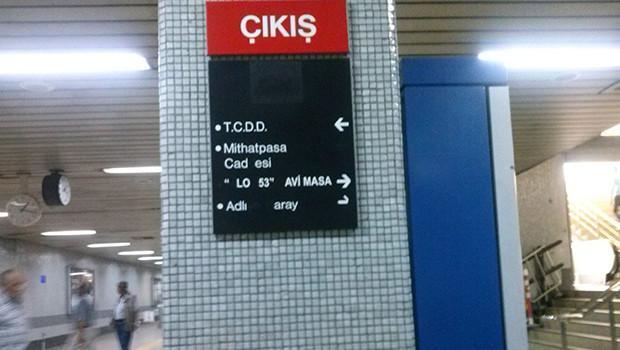 ÇIKIŞ
T.C.D.D.
Mithatpasa
Cad esi
" LO 53" AVİ MASA
Adlı aray